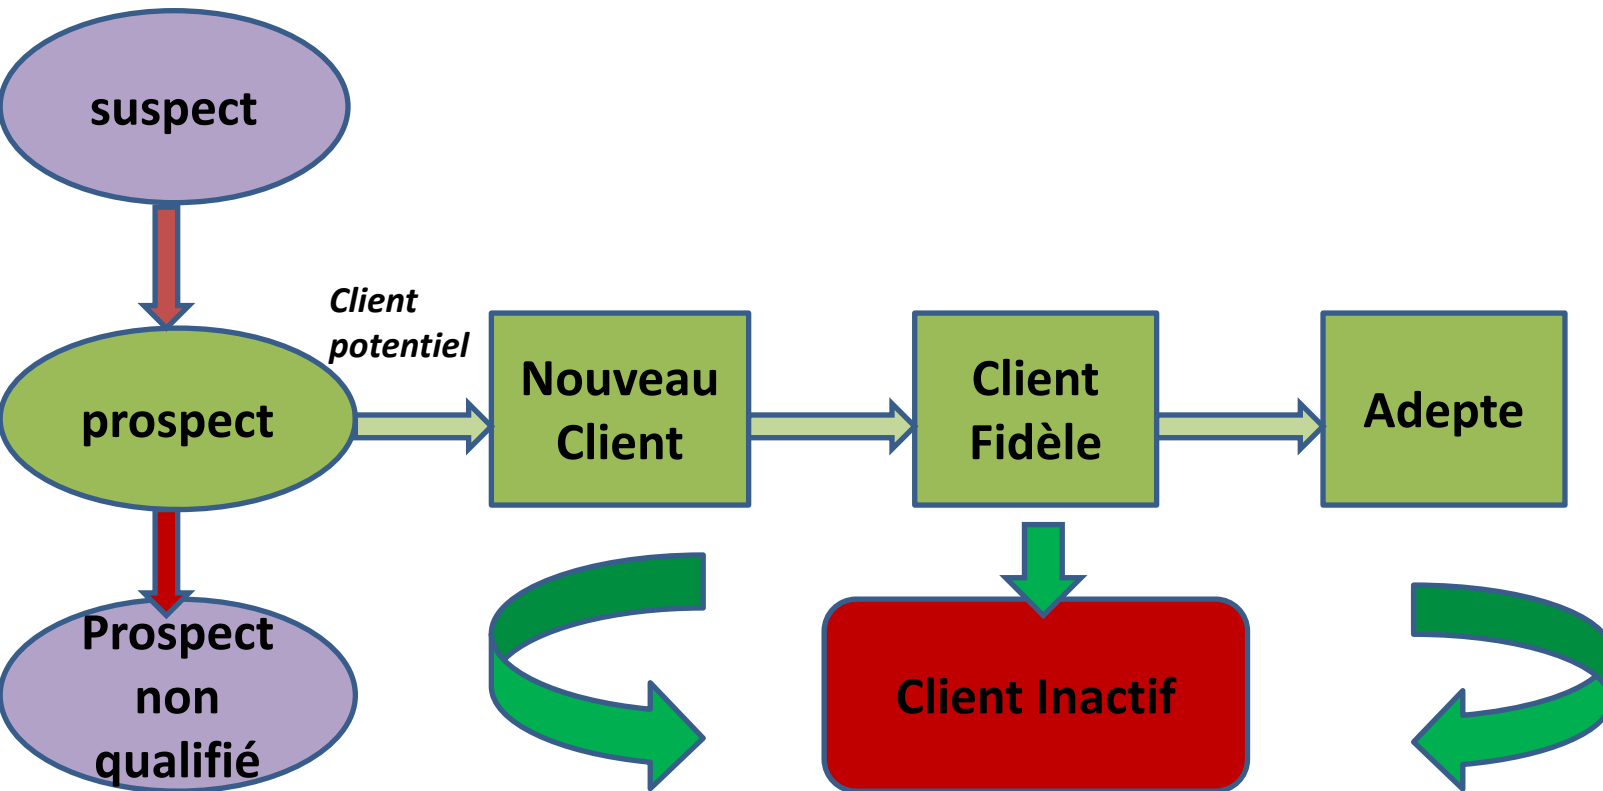 suspect
Client
potentiel
prospect
Nouveau
Client
Client
Fidèle
Adepte
Prospect
non
qualifié
Client Inactif